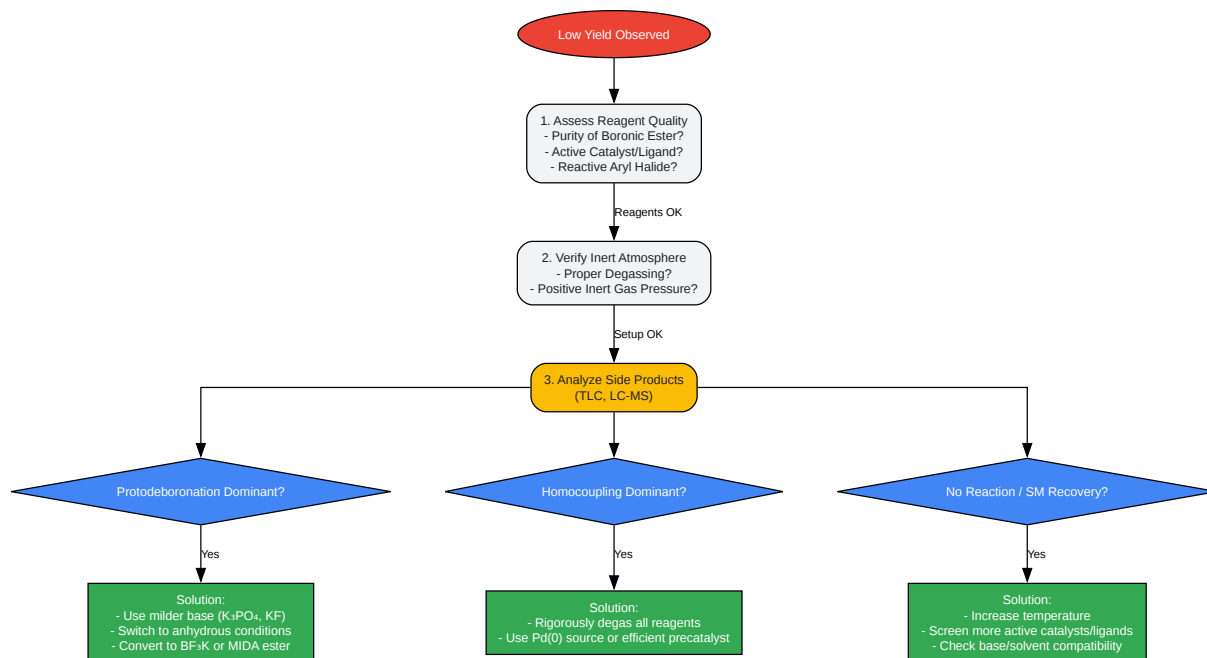 Low Yield Observed
1. Assess Reagent Quality
- Purity of Boronic Ester?
- Active Catalyst/Ligand?
- Reactive Aryl Halide?
Reagents OK
2. Verify Inert Atmosphere
- Proper Degassing?
- Positive Inert Gas Pressure?
Setup OK
3. Analyze Side Products
(TLC, LC-MS)
Protodeboronation Dominant?
Homocoupling Dominant?
No Reaction / SM Recovery?
Yes
Yes
Yes
Solution:
- Use milder base (K₃PO₄, KF)
- Switch to anhydrous conditions
- Convert to BF₃K or MIDA ester
Solution:
- Rigorously degas all reagents
- Use Pd(0) source or efficient precatalyst
Solution:
- Increase temperature
- Screen more active catalysts/ligands
- Check base/solvent compatibility